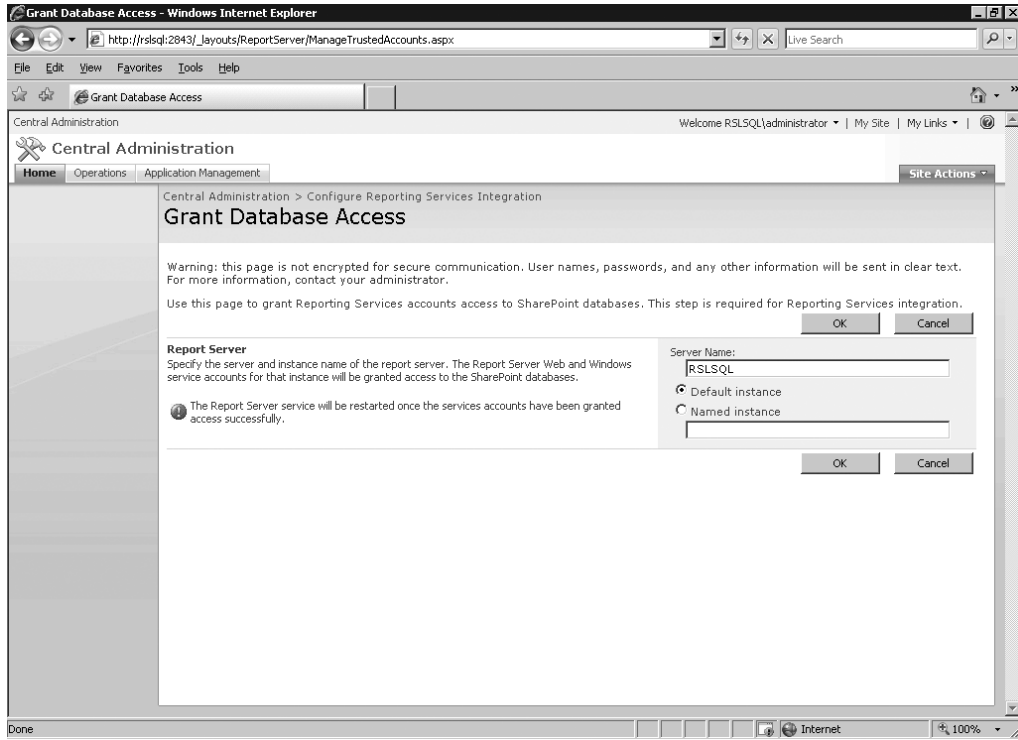 Grant Database Access - Windows Internet Explorer
http://rslsql:2843/_layouts/ReportServer/ManageTrustedAccounts.aspx
Live Search
File Edit View Favorites Tools Help
Grant Database Access
Central Administration
Welcome RSLSQL\administrator
My Site | My Links
Central Administration
Home Operations Application Management
Site Actions
Central Administration > Configure Reporting Services Integration
Grant Database Access
Warning: this page is not encrypted for secure communication. User names, passwords, and any other information will be sent in clear text.
For more information, contact your administrator.
Use this page to grant Reporting Services accounts access to SharePoint databases. This step is required for Reporting Services integration.
OK Cancel
Report Server
Specify the server and instance name of the report server. The Report Server Web and Windows
service accounts for that instance will be granted access to the SharePoint databases.
The Report Server service will be restarted once the services accounts have been granted
access successfully.
Server Name:
RSLSQL
Default instance
Named instance
OK Cancel
Done
Internet
100%